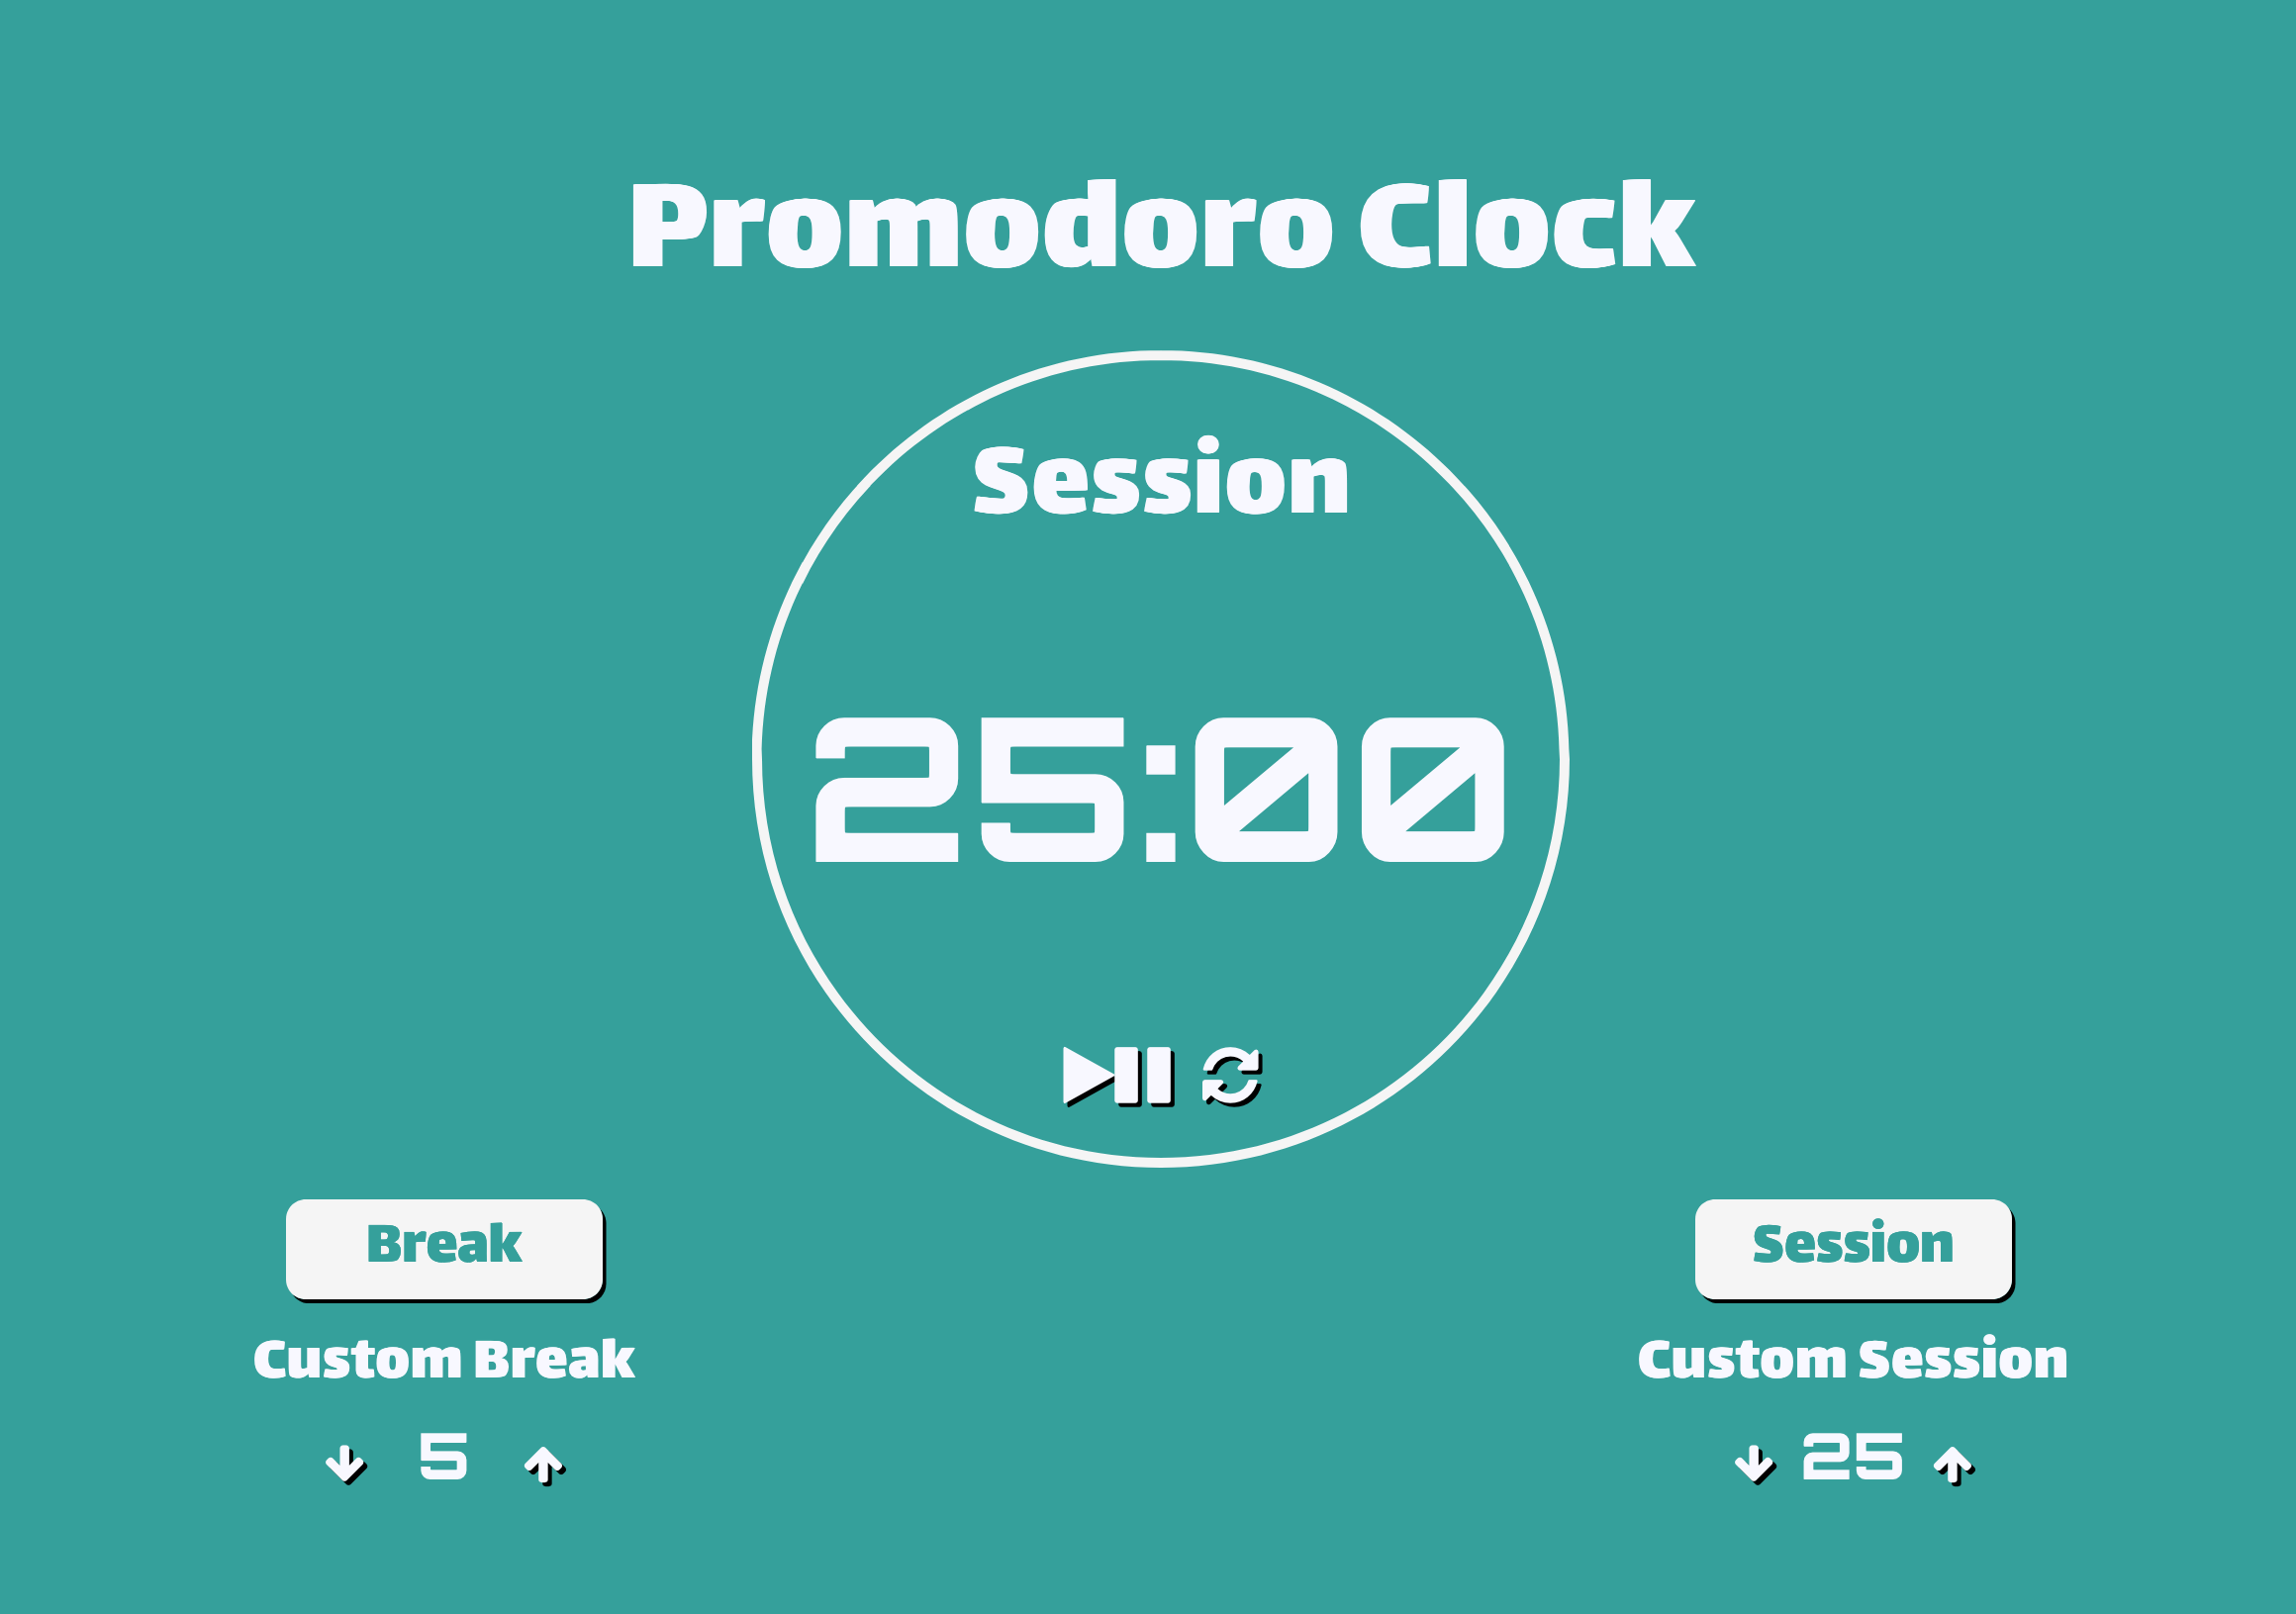 Promodoro Clock
Session
25:00
Break
Custom Break
5
Session
Custom Session
25